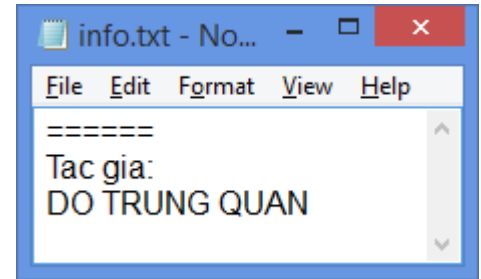 info.txt - No...
File Edit Format View Help
======
Tac gia:
DO TRUNG QUAN